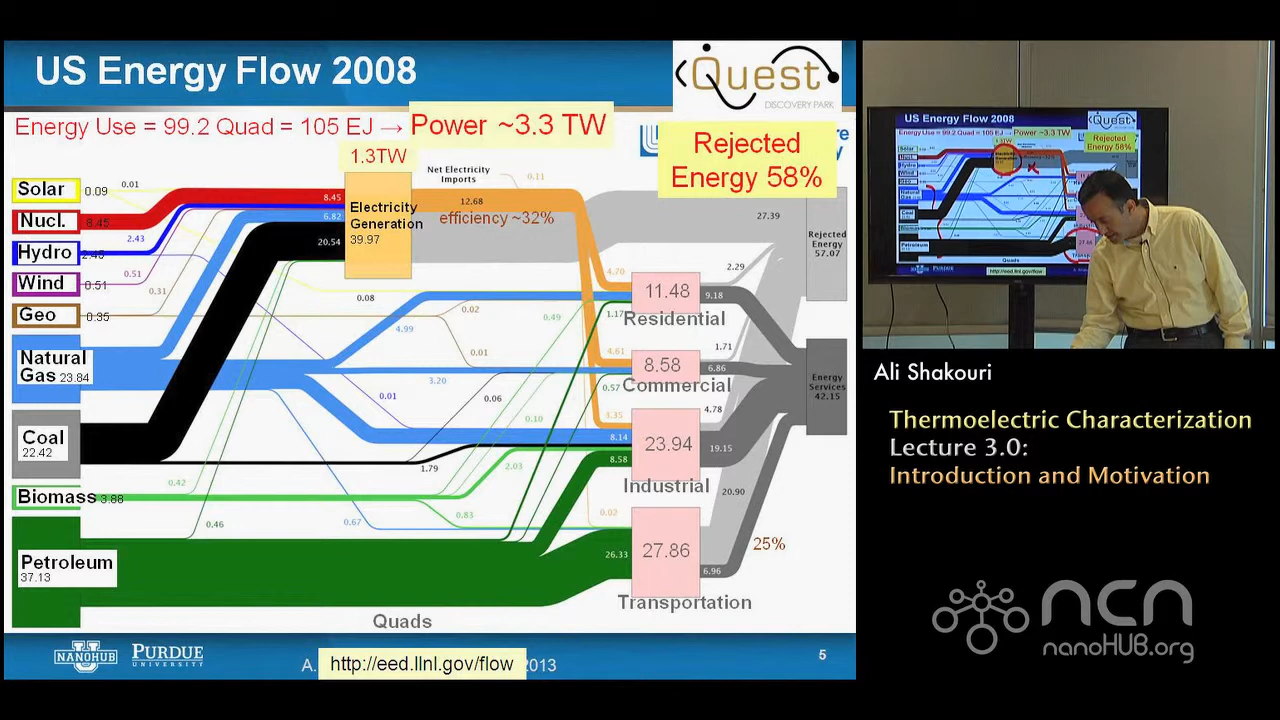 US Energy Flow 2008
Quest
DISCOVERY PARK
Energy Use = 99.2 Quad = 105 EJ → Power ~3.3 TW
Rejected
Energy 58%
1.3TW
Net Electricity
Imports
0.11
Solar 0.09
0.01
Nucl. 8.45
8.45
Hydro 2.45
2.43
6.82
Wind 0.51
0.51
20.54
Geo 0.35
0.31
Electricity
Generation
39.97
12.68
efficiency ~32%
27.39
Rejected
Energy
57.07
Natural
Gas 23.84
0.08
4.99
0.02
0.49
4.70
1.17
11.48
Residential
2.29
9.18
0.01
3.20
0.01
0.06
4.61
0.57
8.58
Commercial
1.71
6.86
Energy
Services
42.15
Coal
22.42
0.10
3.35
8.14
8.58
23.94
Industrial
4.78
19.15
1.79
2.03
Biomass 3.88
0.42
0.46
0.67
0.83
0.02
20.90
Petroleum
37.13
26.33
27.86
Transportation
25%
6.96
Quads
NANOHUB
PURDUE
UNIVERSITY
A.
http://eed.llnl.gov/flow
2013
5
US Energy Flow 2008
Ali Shakouri
Thermoelectric Characterization
Lecture 3.0:
Introduction and Motivation
ncn
nanoHUB.org